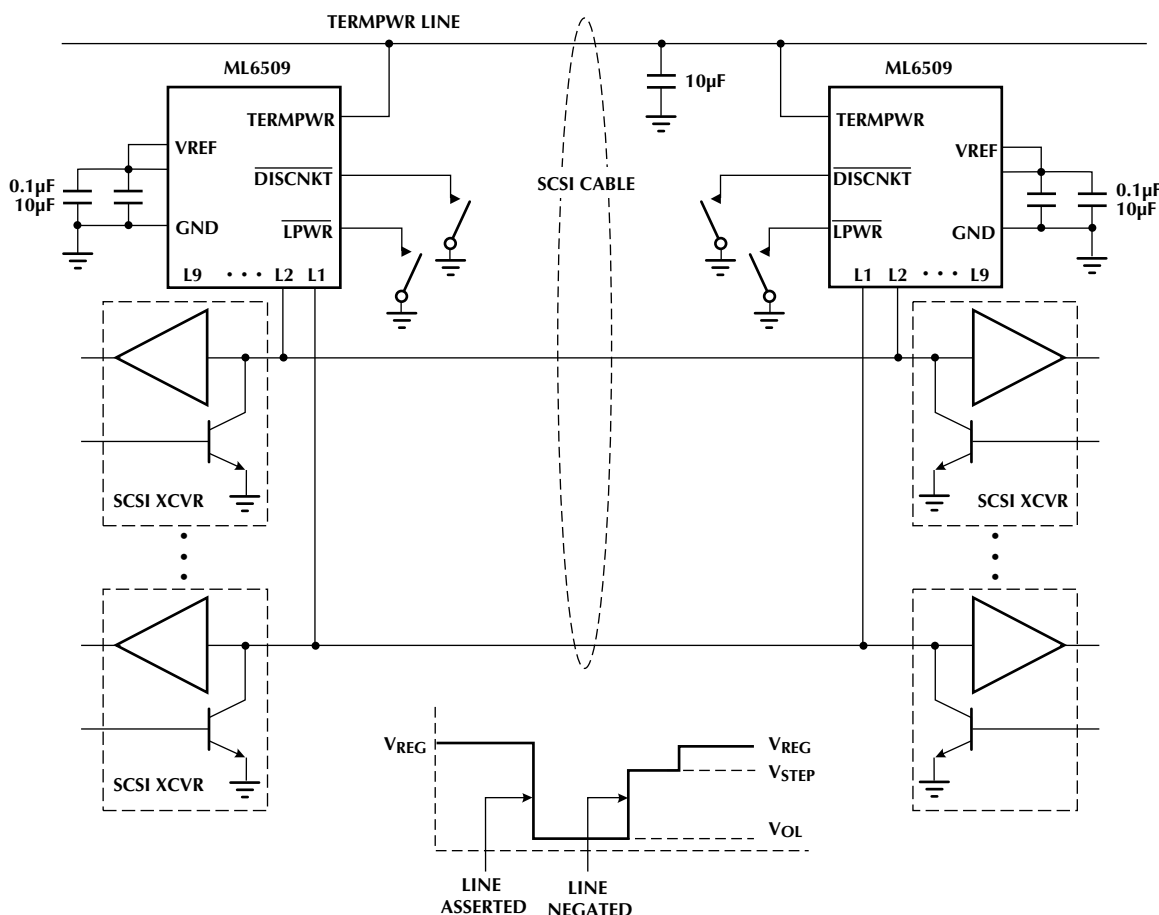 TERMPWR LINE
ML6509
ML6509
10µF
TERMPWR
TERMPWR
VREF
VREF
DISCNKT
SCSI CABLE
DISCNKT
0.1µF
10µF
0.1µF
10µF
LPWR
LPWR
GND
GND
L9 • • • L2 L1
L1 L2 • • • L9
SCSI XCVR
SCSI XCVR
VREG
VREG
VSTEP
SCSI XCVR
VOL
LINE
ASSERTED
LINE
NEGATED